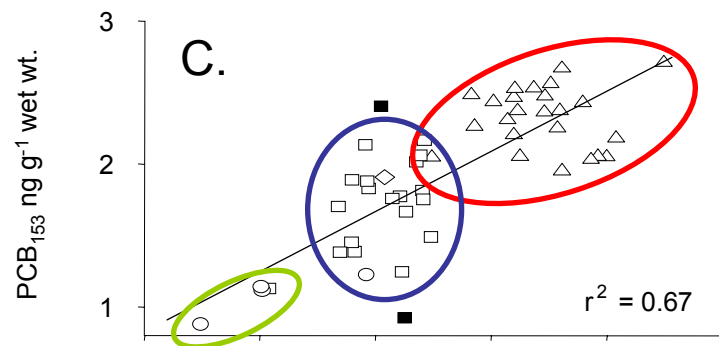 C.
3
2
1
PCB₁₅₃ ng g⁻¹ wet wt.
r² = 0.67